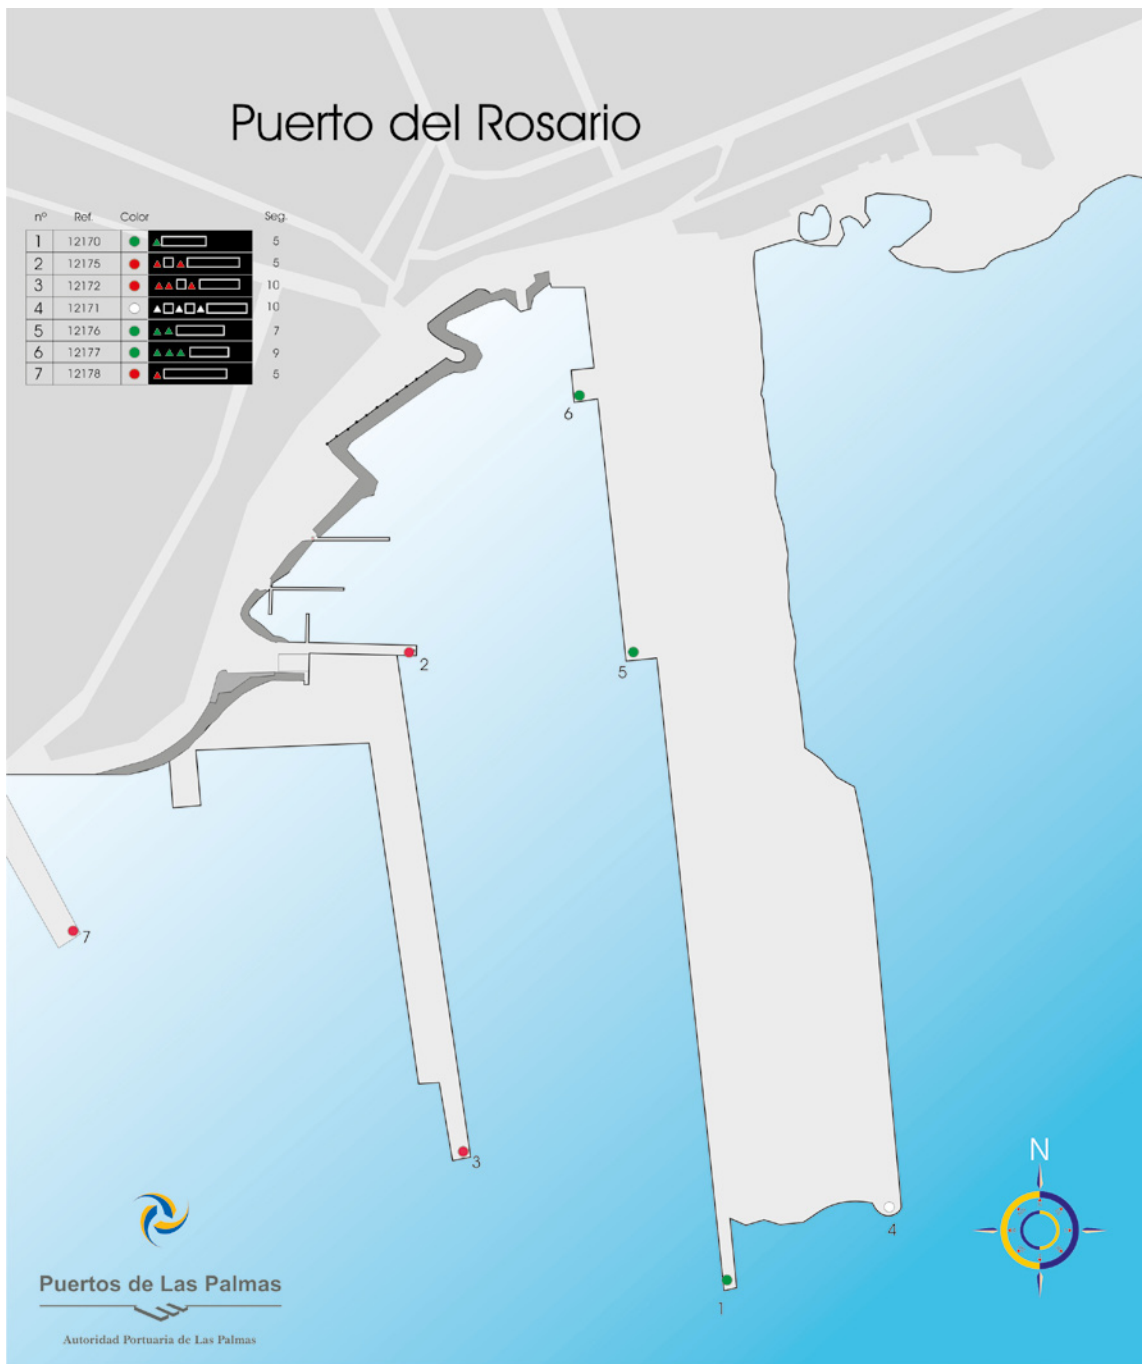 Puerto del Rosario
nº Ref. Color Seg.
1 12170 5
2 12175 5
3 12172 10
4 12171 10
5 12176 7
6 12177 9
7 12178 5
6
2
5
7
3
N
4
1
Puertos de Las Palmas
Autoridad Portuaria de Las Palmas